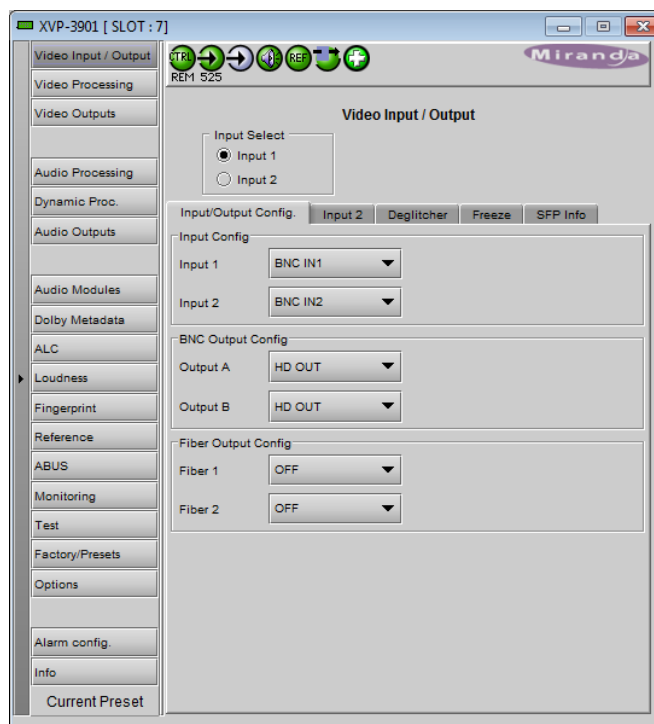 XVP-3901 [ SLOT : 7]
Video Input / Output
Video Processing
Video Outputs
Audio Processing
Dynamic Proc.
Audio Outputs
Audio Modules
Dolby Metadata
ALC
Loudness
Fingerprint
Reference
ABUS
Monitoring
Test
Factory/Presets
Options
Alarm config.
Info
Current Preset
CTRL
REF
REM 525
Miranda
Video Input / Output
Input Select
Input 1
Input 2
Input/Output Config. Input 2 Deglitcher Freeze SFP Info
Input Config
Input 1 BNC IN1
Input 2 BNC IN2
BNC Output Config
Output A HD OUT
Output B HD OUT
Fiber Output Config
Fiber 1 OFF
Fiber 2 OFF